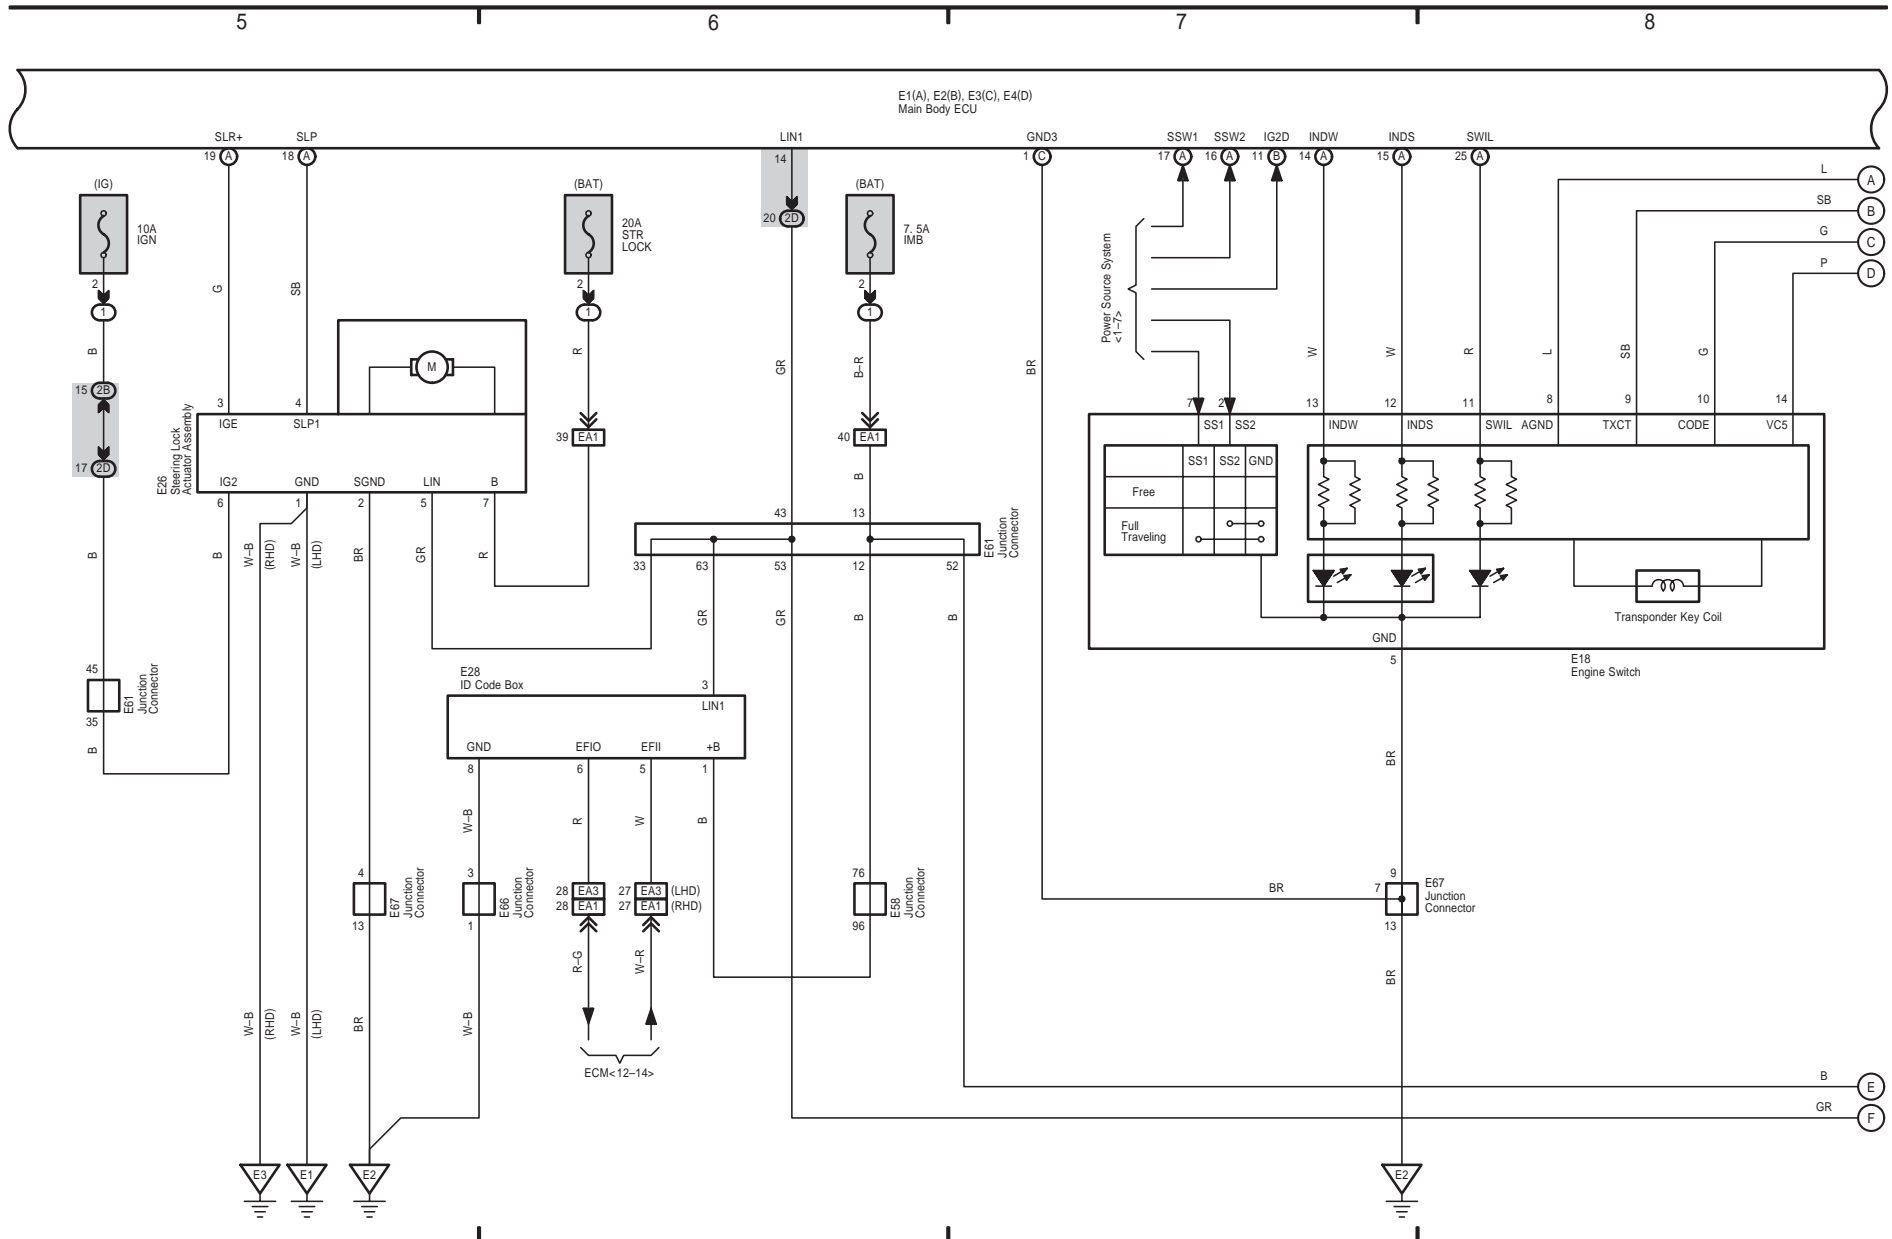 5 6 7 8
E1(A), E2(B), E3(C), E4(D)
Main Body ECU
SLR+ SLP LIN1 GND3 SSW1 SSW2 IG2D INDW INDS SWIL
19 A 18 A 14 1 C 17 A 16 A 11 B 14 A 15 A 25 A
L A
SB B
G C
P D
(IG) (BAT) (BAT)
10A
IGN
20A
STR
LOCK
7. 5A
IMB
20 2D
2 2 2
1 1 1
Power Source System
<1–7>
G SB
B R GR B–R BR W W R L SB G
15 2B
17 2D
3 4
IGE SLP1
M
E26
Steering Lock
Actuator Assembly
IG2 GND SGND LIN B
6 1 2 5 7
39 EA1
40 EA1
7 2 13 12 11 8 9 10 14
SS1 SS2 INDW INDS SWIL AGND TXCT CODE VC5
SS1 SS2 GND
Free
Full
Traveling
B
43 13
E61
Junction
Connector
33 63 53 12 52
B B W–B (RHD) W–B (LHD) BR GR R
GR GR B B
Transponder Key Coil
GND
5
E18
Engine Switch
45
E61
Junction
Connector
35
B
E28
ID Code Box
3
LIN1
GND EFIO EFII +B
8 6 5 1
W–B R W B
BR
4
E67
Junction
Connector
13
3
E66
Junction
Connector
1
28 EA3 27 EA3 (LHD)
28 EA1 27 EA1 (RHD)
76
E58
Junction
Connector
96
BR 7
9
E67
Junction
Connector
13
R–G W–R
BR
W–B (RHD) W–B (LHD) BR W–B
ECM<12–14>
B E
GR F
E3 E1 E2 E2